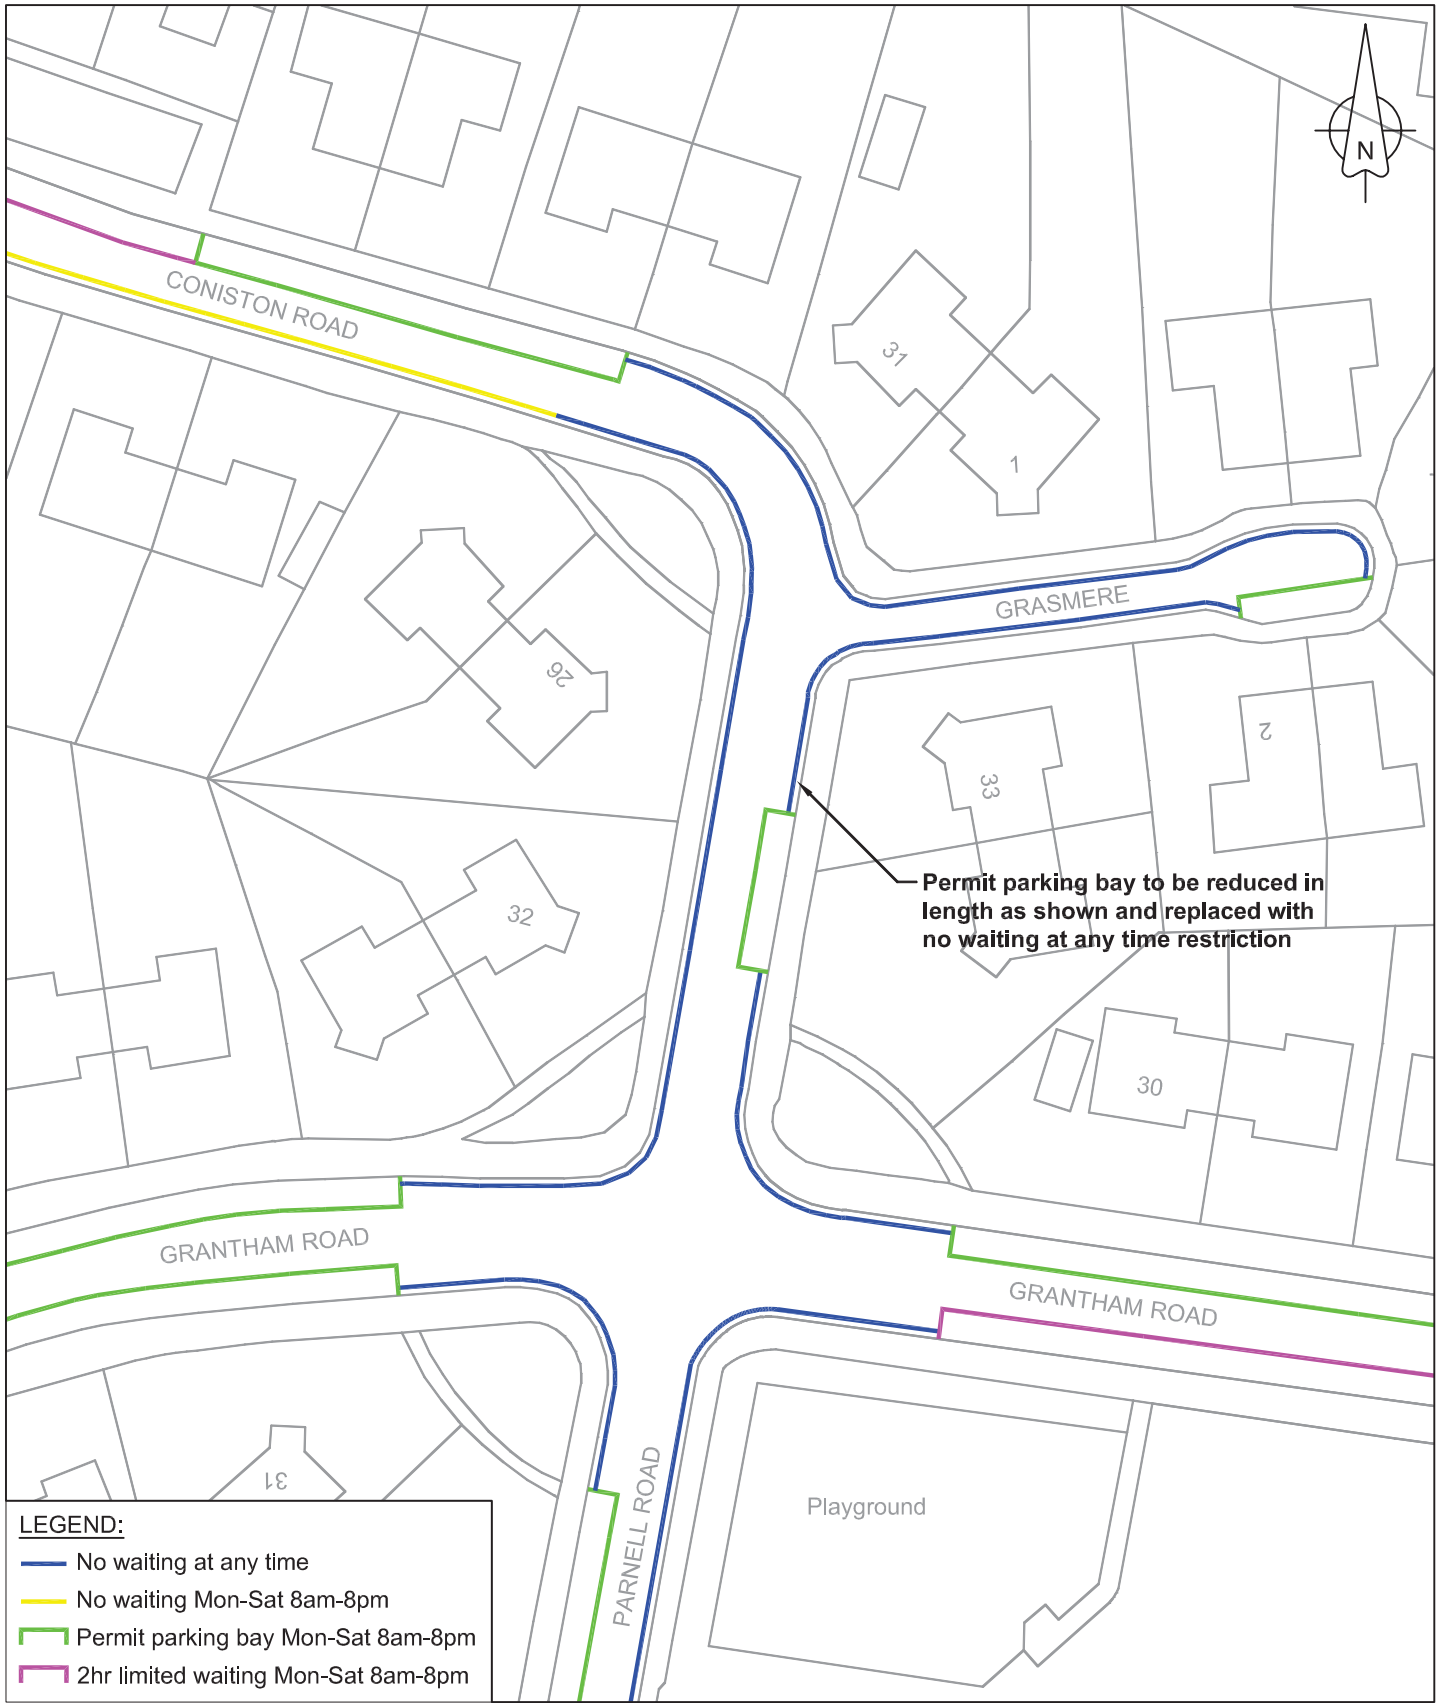 N
CONISTON ROAD
31
1
GRASMERE
26
33
2
Permit parking bay to be reduced in
length as shown and replaced with
no waiting at any time restriction
32
30
GRANTHAM ROAD
GRANTHAM ROAD
31
PARNELL ROAD
Playground
LEGEND:
No waiting at any time
No waiting Mon-Sat 8am-8pm
Permit parking bay Mon-Sat 8am-8pm
2hr limited waiting Mon-Sat 8am-8pm